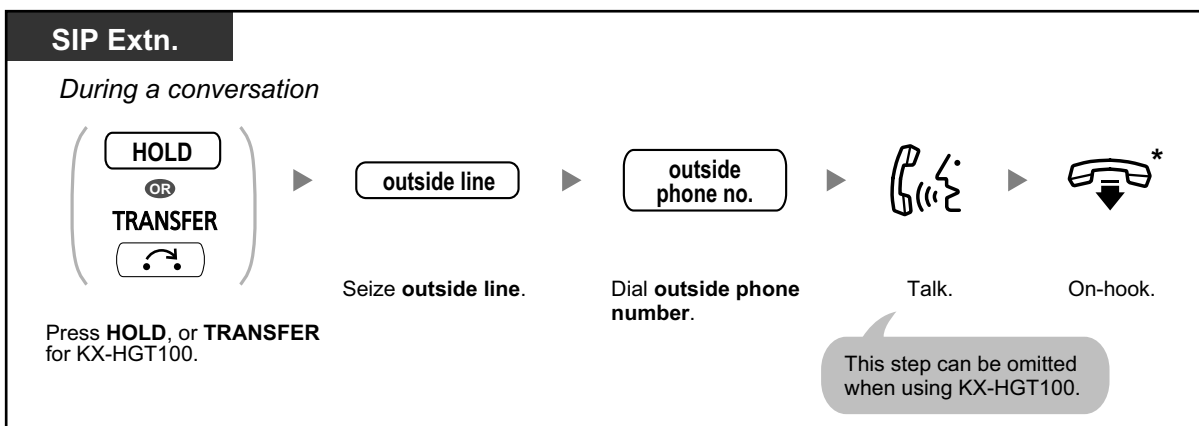 SIP Extn.
During a conversation
HOLD
OR
TRANSFER
outside line
outside
phone no.
*
Press HOLD, or TRANSFER
for KX-HGT100.
Seize outside line.
Dial outside phone
number.
Talk.
On-hook.
This step can be omitted
when using KX-HGT100.